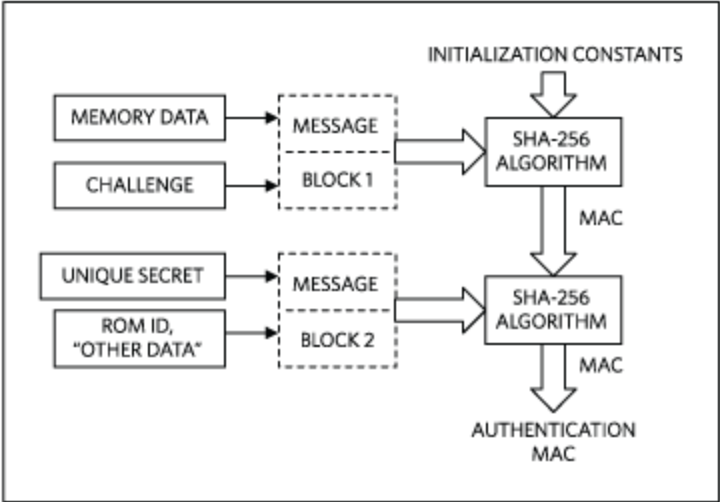 INITIALIZATION CONSTANTS
MEMORY DATA
CHALLENGE
MESSAGE
BLOCK 1
SHA-256
ALGORITHM
MAC
UNIQUE SECRET
ROM ID,
“OTHER DATA”
MESSAGE
BLOCK 2
SHA-256
ALGORITHM
MAC
AUTHENTICATION
MAC